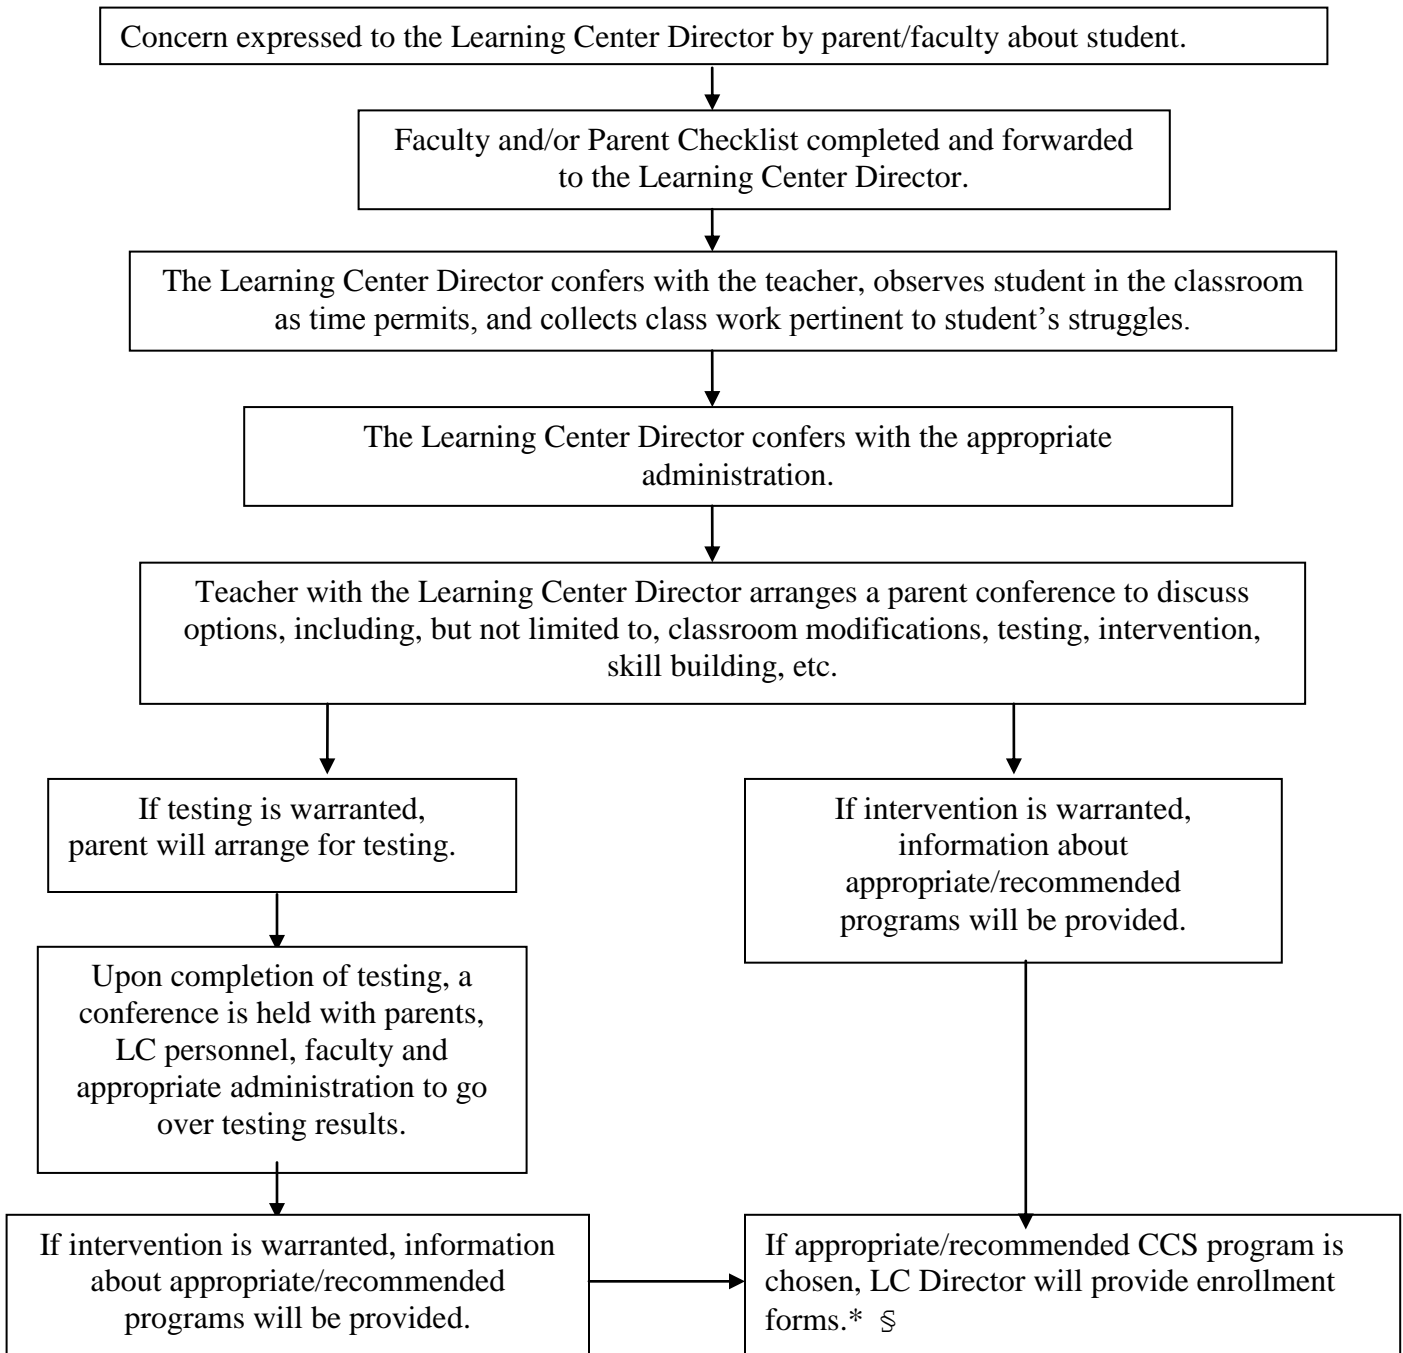 Concern expressed to the Learning Center Director by parent/faculty about student.
Faculty and/or Parent Checklist completed and forwarded
to the Learning Center Director.
The Learning Center Director confers with the teacher, observes student in the classroom
as time permits, and collects class work pertinent to student’s struggles.
The Learning Center Director confers with the appropriate
administration.
Teacher with the Learning Center Director arranges a parent conference to discuss
options, including, but not limited to, classroom modifications, testing, intervention,
skill building, etc.
If testing is warranted,
parent will arrange for testing.
If intervention is warranted,
information about
appropriate/recommended
programs will be provided.
Upon completion of testing, a
conference is held with parents,
LC personnel, faculty and
appropriate administration to go
over testing results.
If intervention is warranted, information
about appropriate/recommended
programs will be provided.
If appropriate/recommended CCS program is
chosen, LC Director will provide enrollment
forms.* §